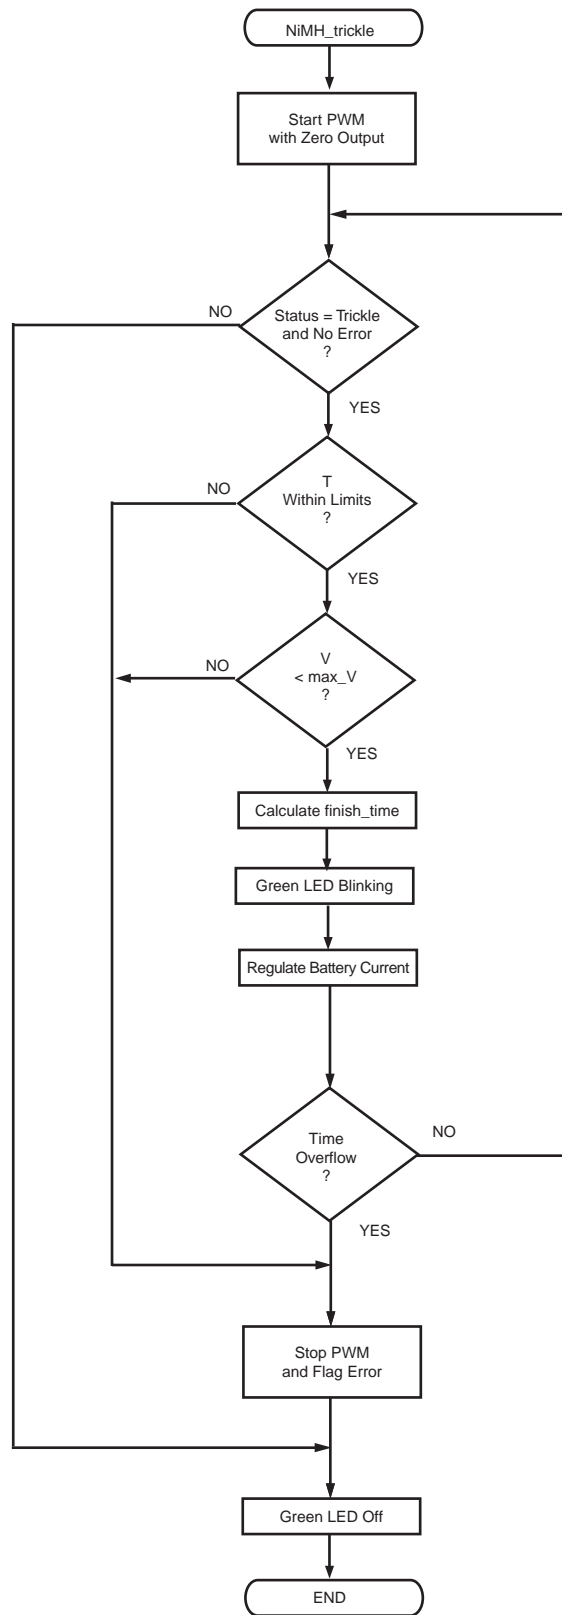 NiMH_trickle
Start PWM
with Zero Output
NO
Status = Trickle
and No Error
?
YES
NO
T
Within Limits
?
YES
NO
V
< max_V
?
YES
Calculate finish_time
Green LED Blinking
Regulate Battery Current
Time
Overflow
?
NO
YES
Stop PWM
and Flag Error
Green LED Off
END